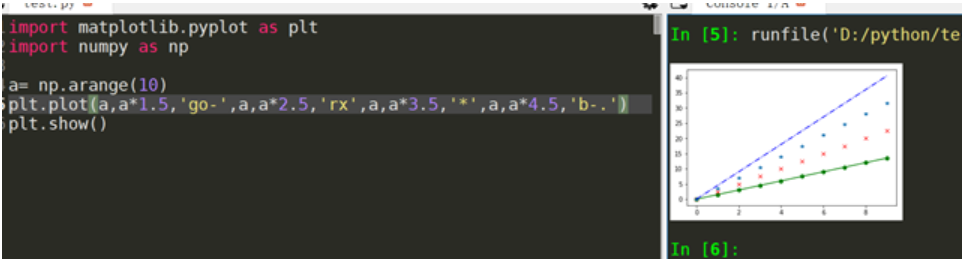 test.py
import matplotlib.pyplot as plt
import numpy as np
a= np.arange(10)
plt.plot(a,a*1.5,'go-',a,a*2.5,'rx',a,a*3.5,'*',a,a*4.5,'b-.')
plt.show()
Console 1/A
In [5]: runfile('D:/python/te
40
35
30
25
20
15
10
5
0
0 2 4 6 8
In [6]: